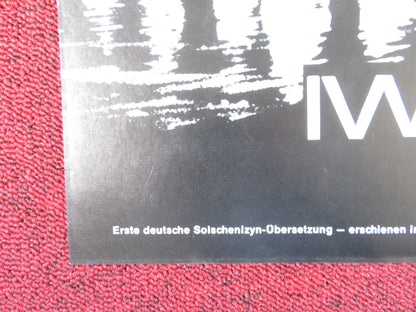 IW
Erste deutsche Solschenizyn-Übersetzung — erschienen i